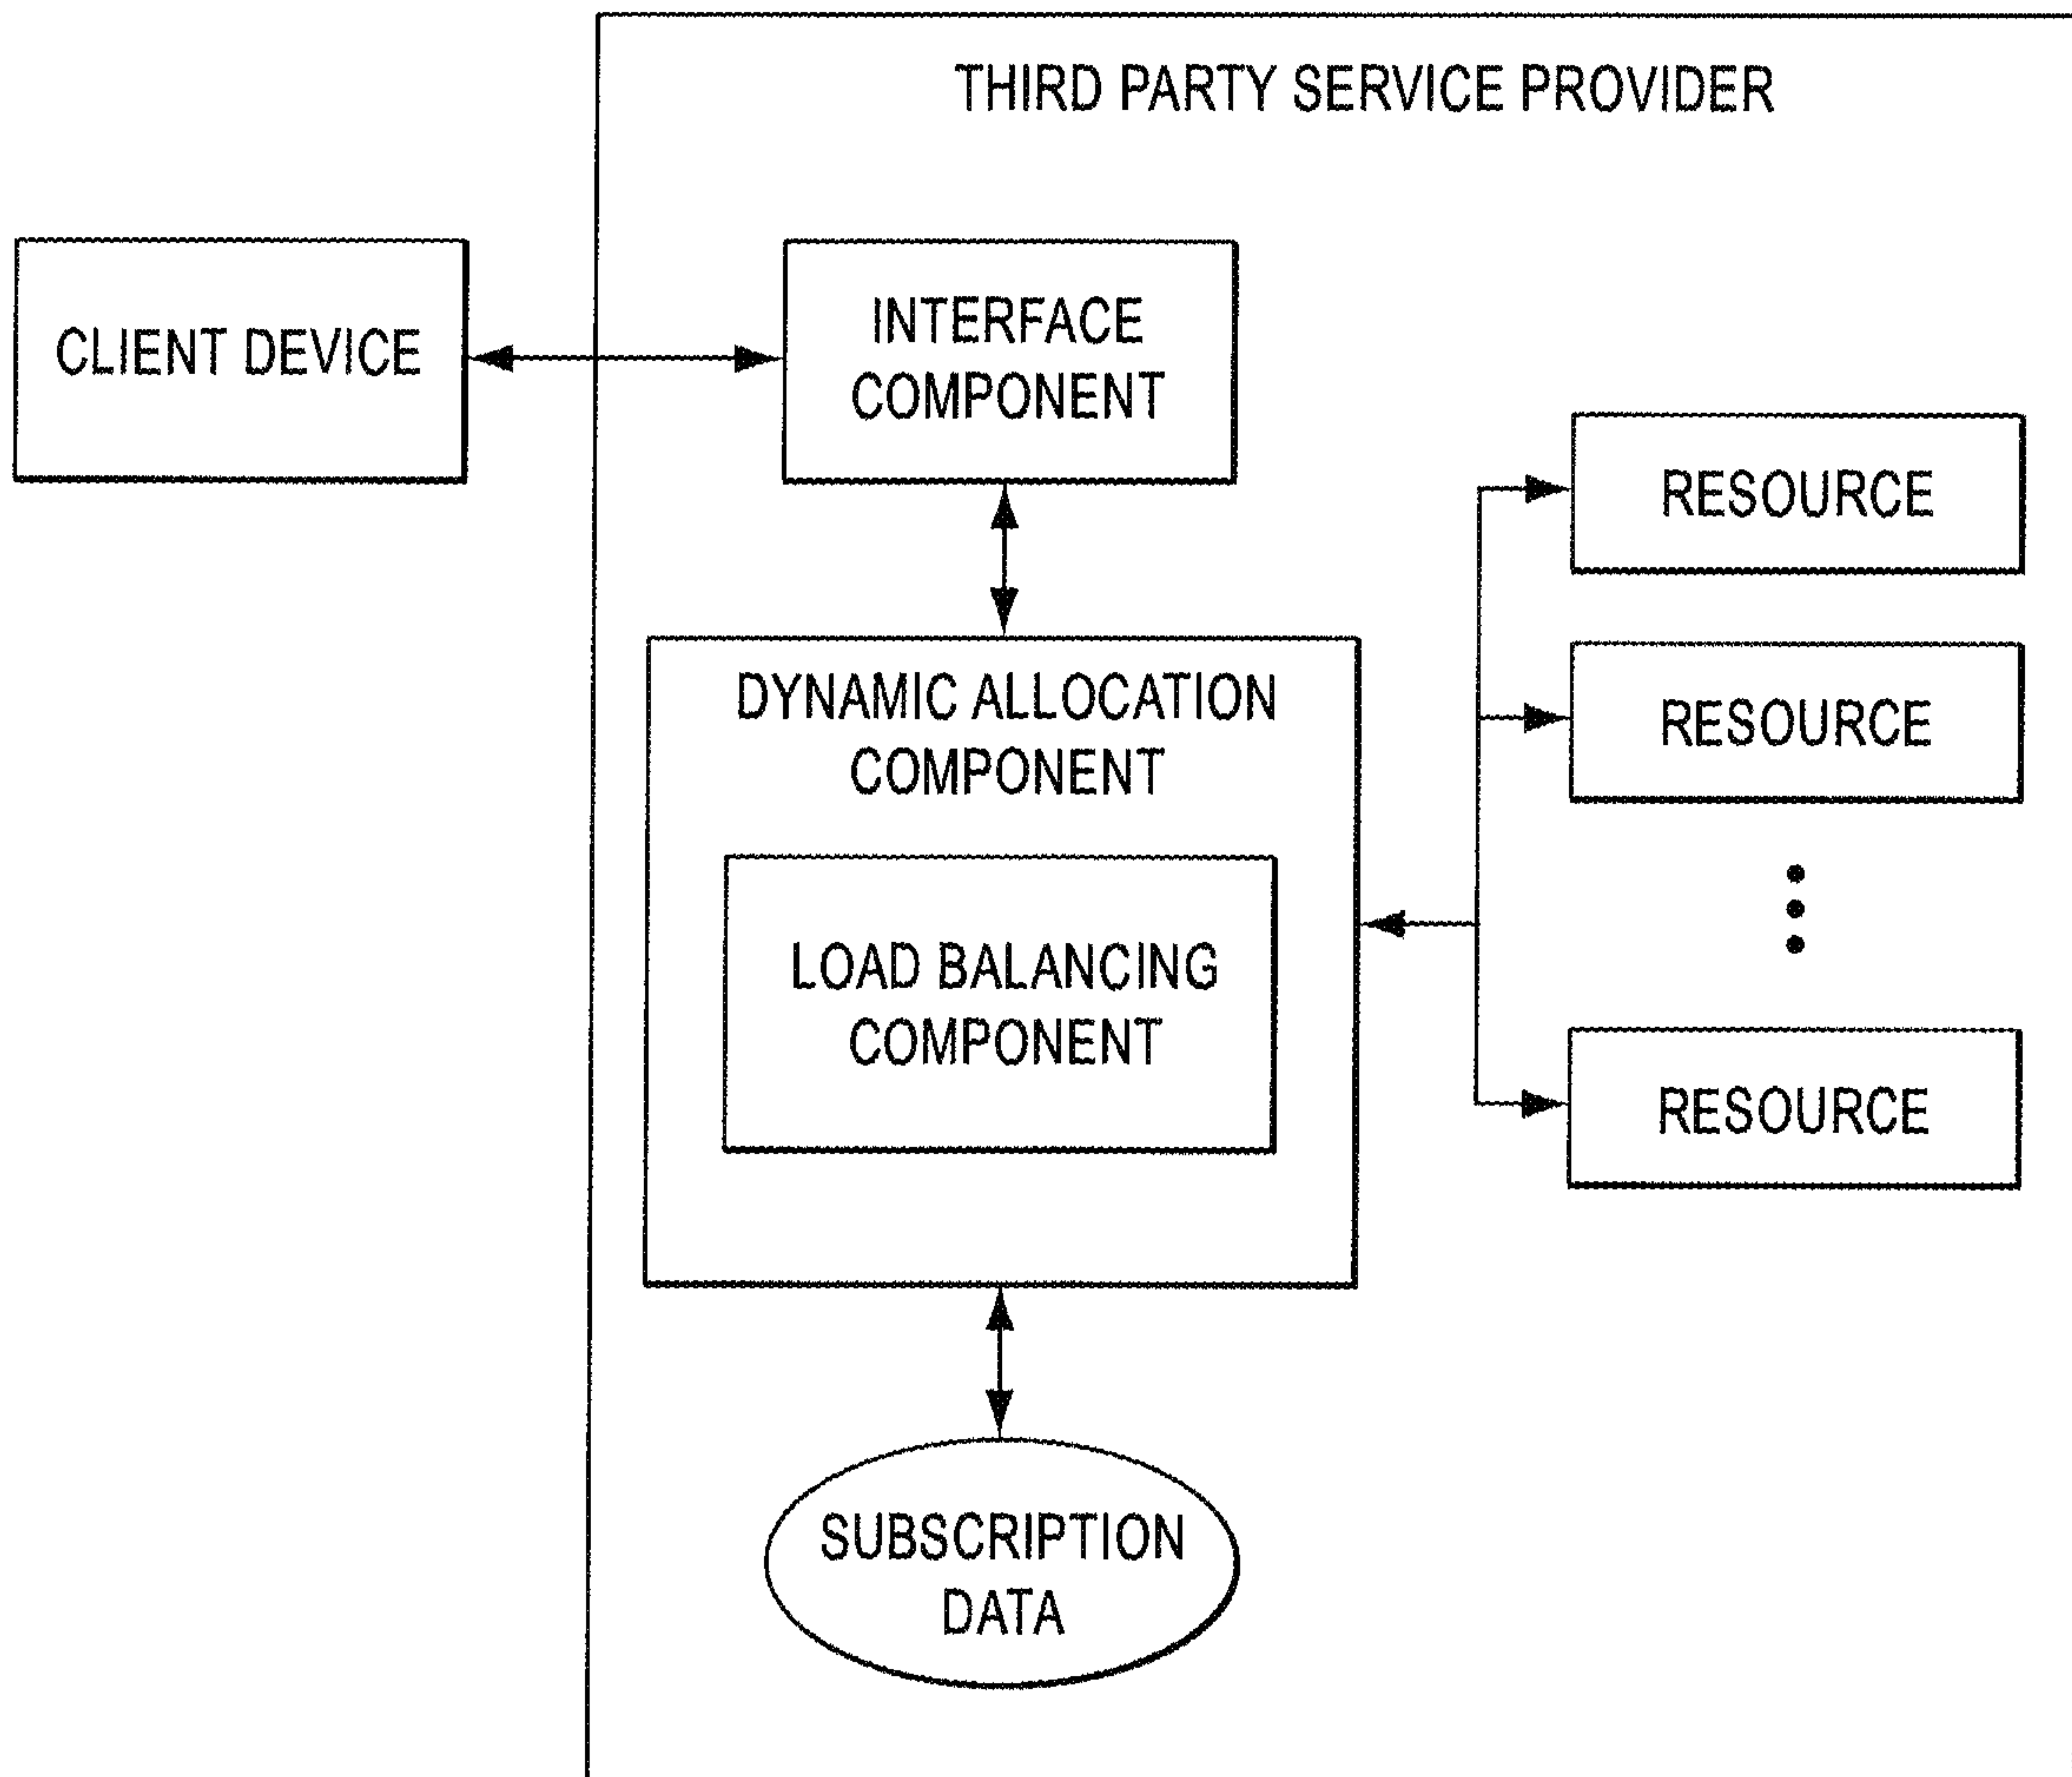 THIRD PARTY SERVICE PROVIDER
CLIENT DEVICE
INTERFACE
COMPONENT
RESOURCE
DYNAMIC ALLOCATION
COMPONENT
RESOURCE
LOAD BALANCING
COMPONENT
RESOURCE
SUBSCRIPTION
DATA